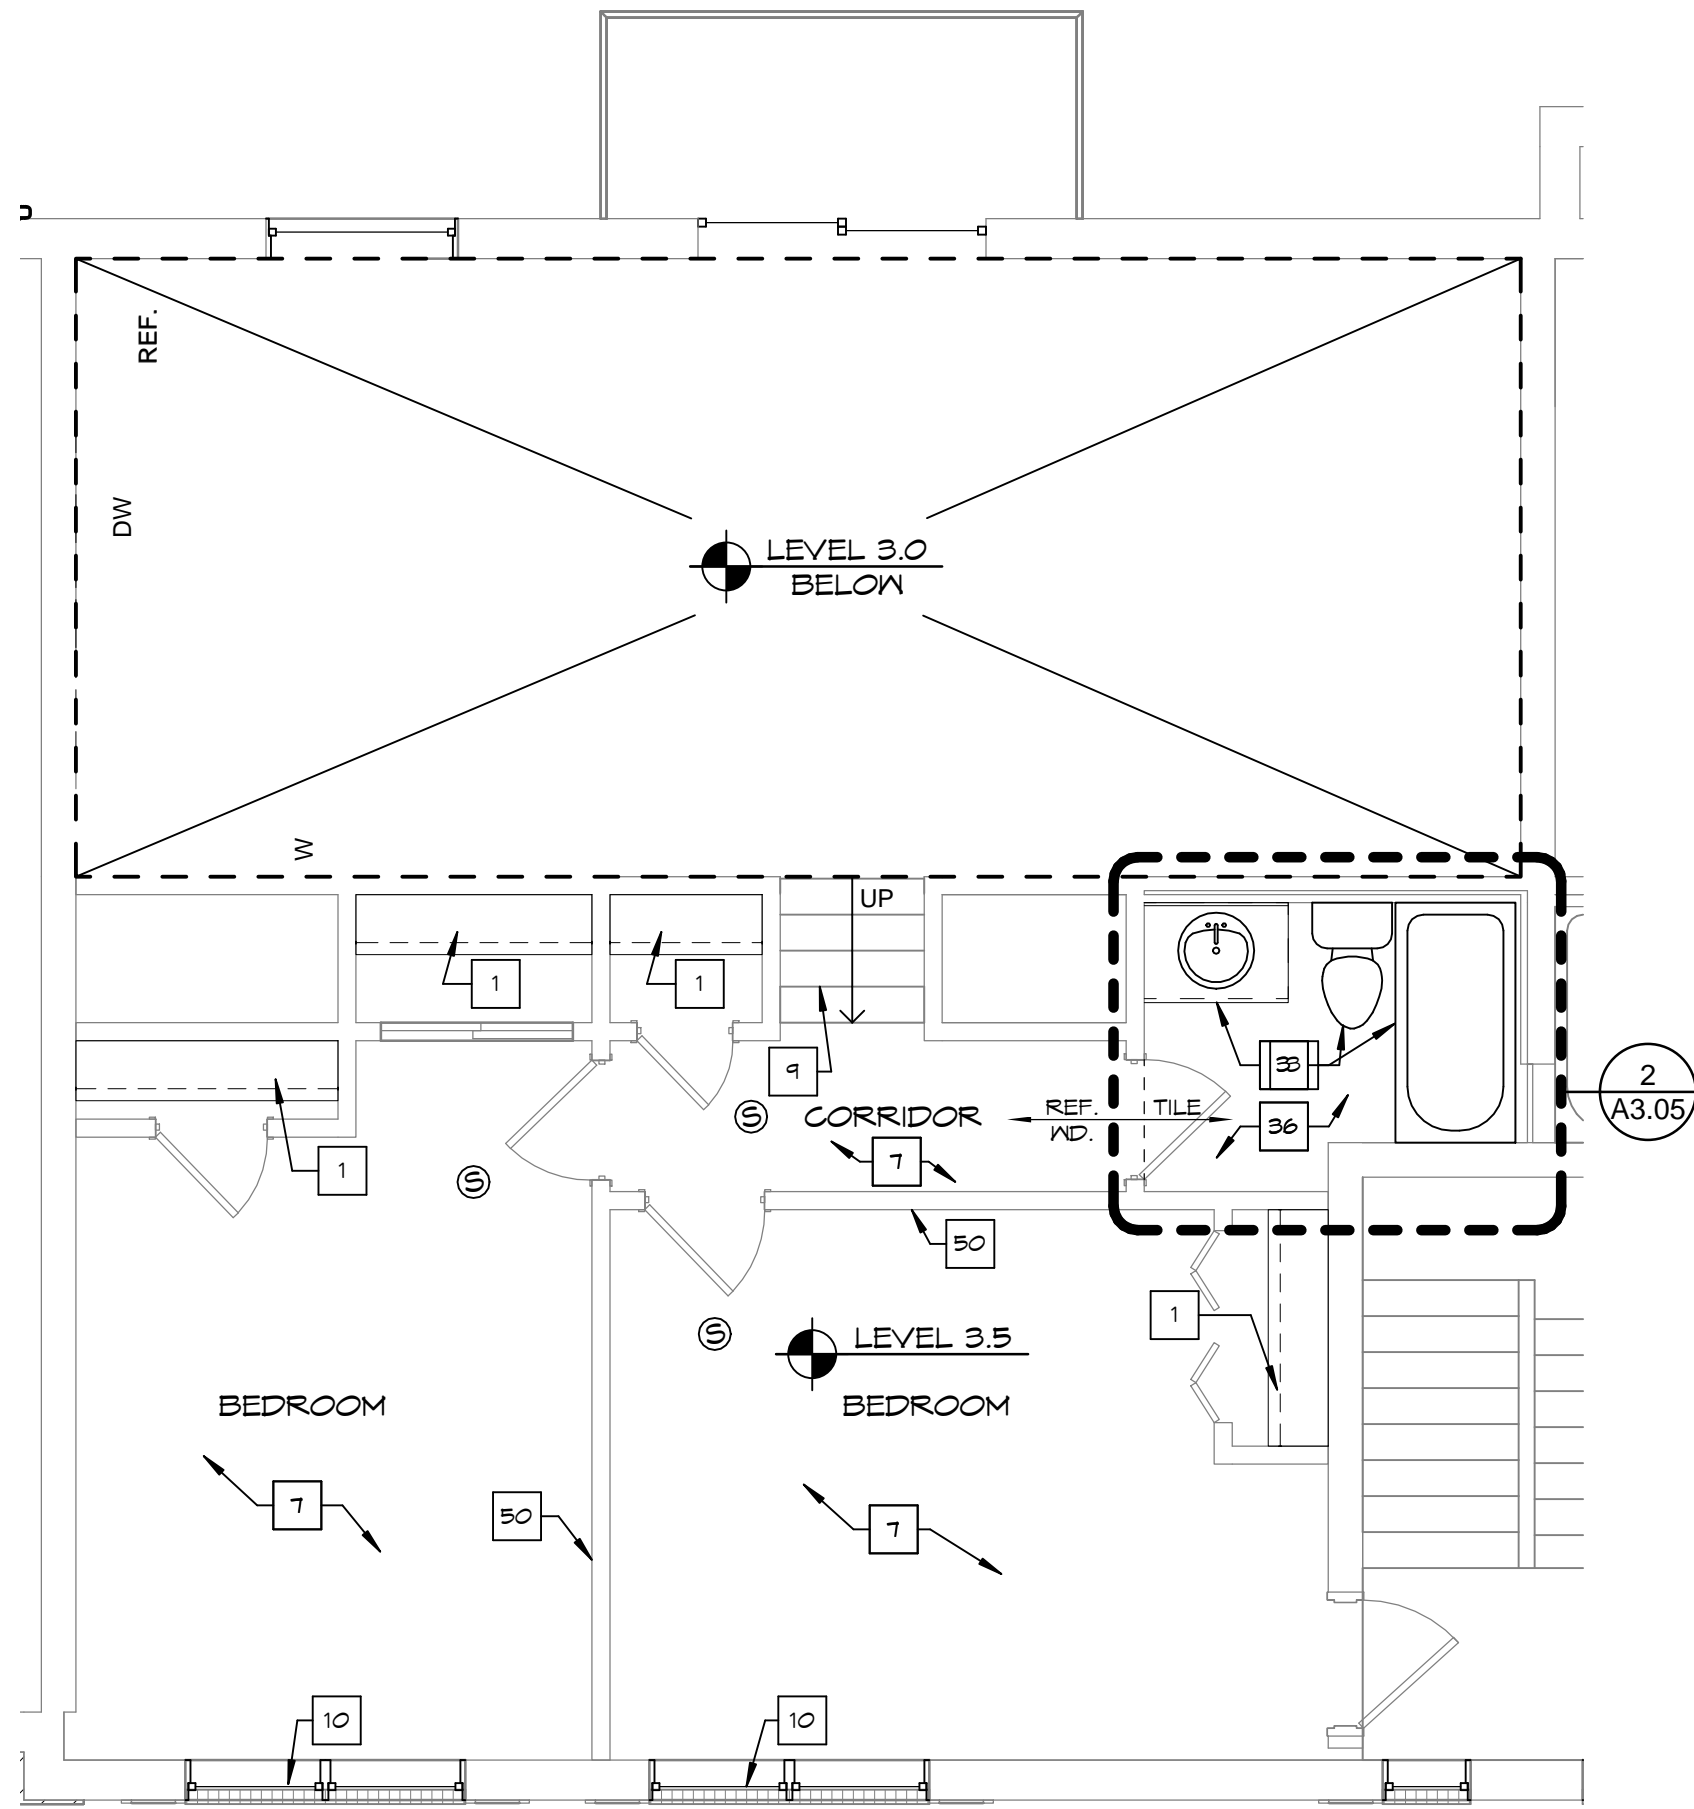 REF.
DW
LEVEL 3.0
BELOW
W
UP
1
1
9
33
2
A3.05
CORRIDOR
REF.
WD.
TILE
36
S
7
1
S
50
1
S
LEVEL 3.5
BEDROOM
BEDROOM
7
50
7
10
10